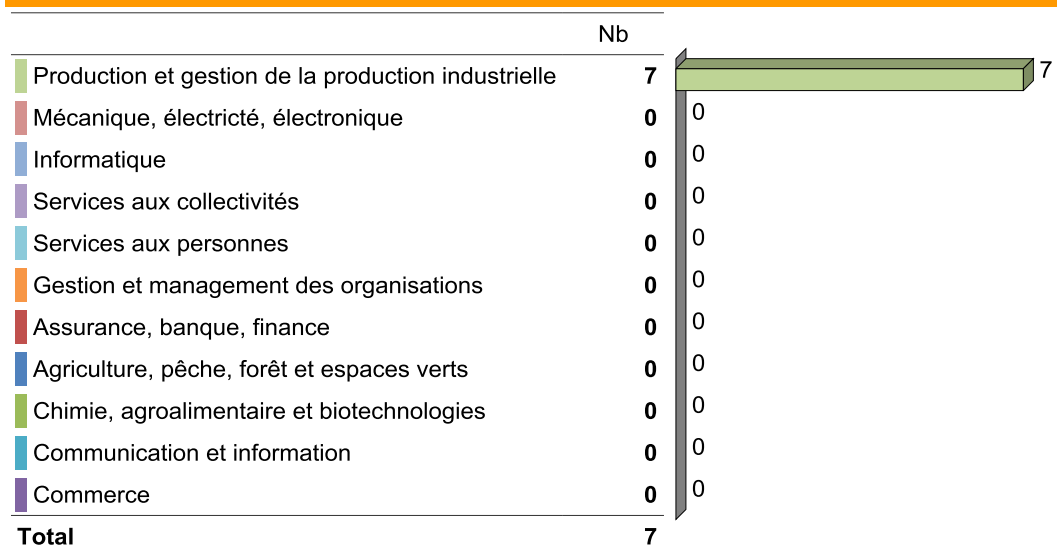 Nb
Production et gestion de la production industrielle 7 7
Mécanique, électricté, électronique 0 0
Informatique 0 0
Services aux collectivités 0 0
Services aux personnes 0 0
Gestion et management des organisations 0 0
Assurance, banque, finance 0 0
Agriculture, pêche, forêt et espaces verts 0 0
Chimie, agroalimentaire et biotechnologies 0 0
Communication et information 0 0
Commerce 0 0
Total 7